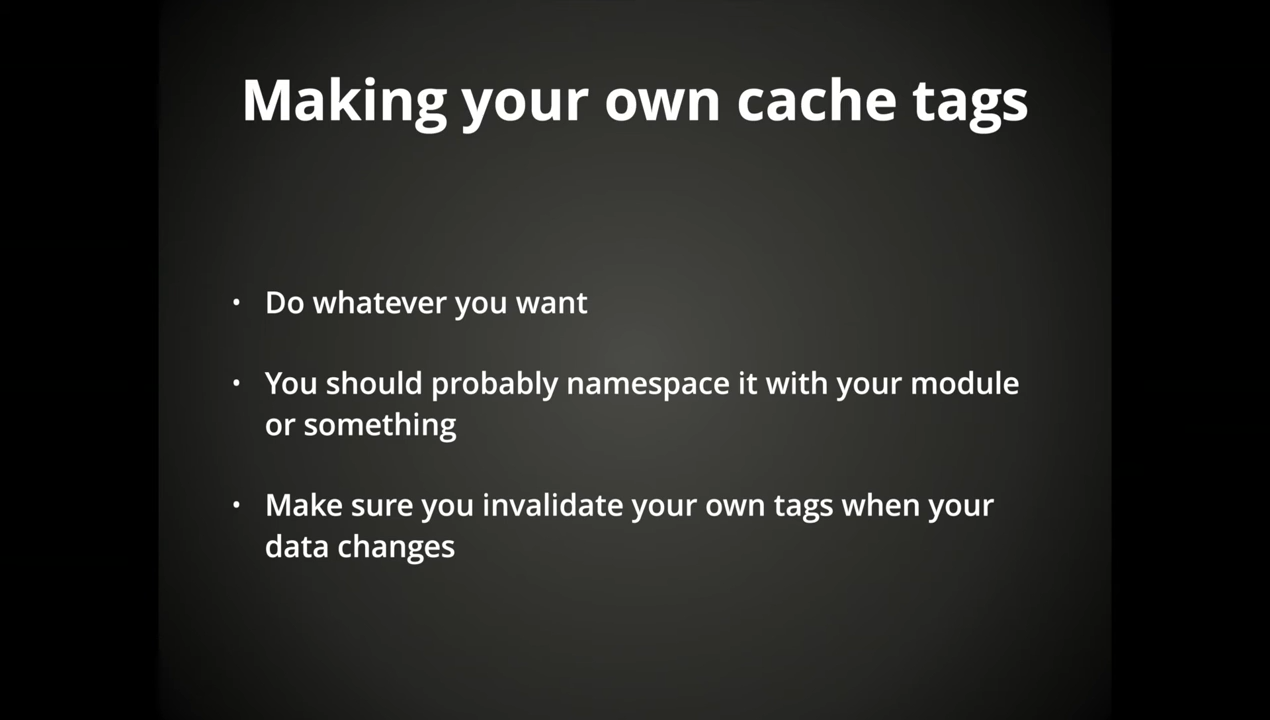 Making your own cache tags
• Do whatever you want
• You should probably namespace it with your module
or something
• Make sure you invalidate your own tags when your
data changes